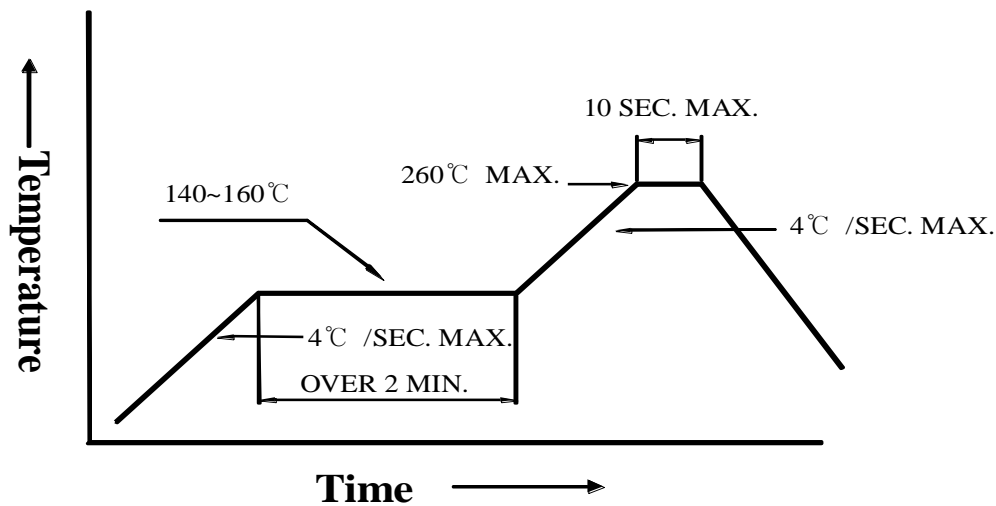 10 SEC. MAX.
260℃ MAX.
140~160℃
4℃ /SEC. MAX.
4℃ /SEC. MAX.
OVER 2 MIN.
Temperature
Time